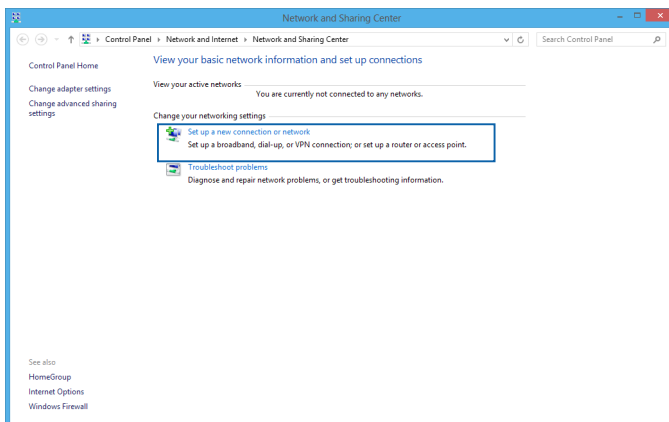 Network and Sharing Center
Control Panel Network and Internet Network and Sharing Center
Search Control Panel
Control Panel Home
Change adapter settings
Change advanced sharing
settings
View your basic network information and set up connections
View your active networks
You are currently not connected to any networks.
Change your networking settings
Set up a new connection or network
Set up a broadband, dial-up, or VPN connection; or set up a router or access point.
Troubleshoot problems
Diagnose and repair network problems, or get troubleshooting information.
See also
HomeGroup
Internet Options
Windows Firewall